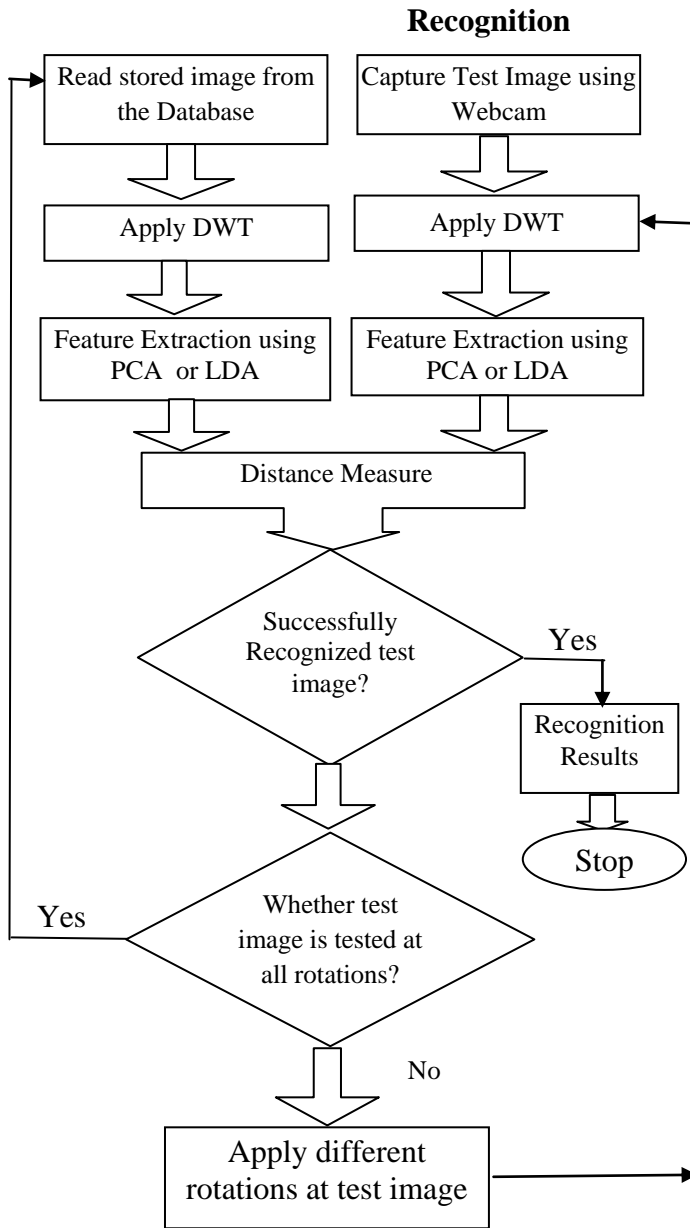 Recognition
Read stored image from
the Database
Capture Test Image using
Webcam
Apply DWT
Apply DWT
Feature Extraction using
PCA or LDA
Feature Extraction using
PCA or LDA
Distance Measure
Successfully
Recognized test
image?
Yes
Recognition
Results
Stop
Yes
Whether test
image is tested at
all rotations?
No
Apply different
rotations at test image